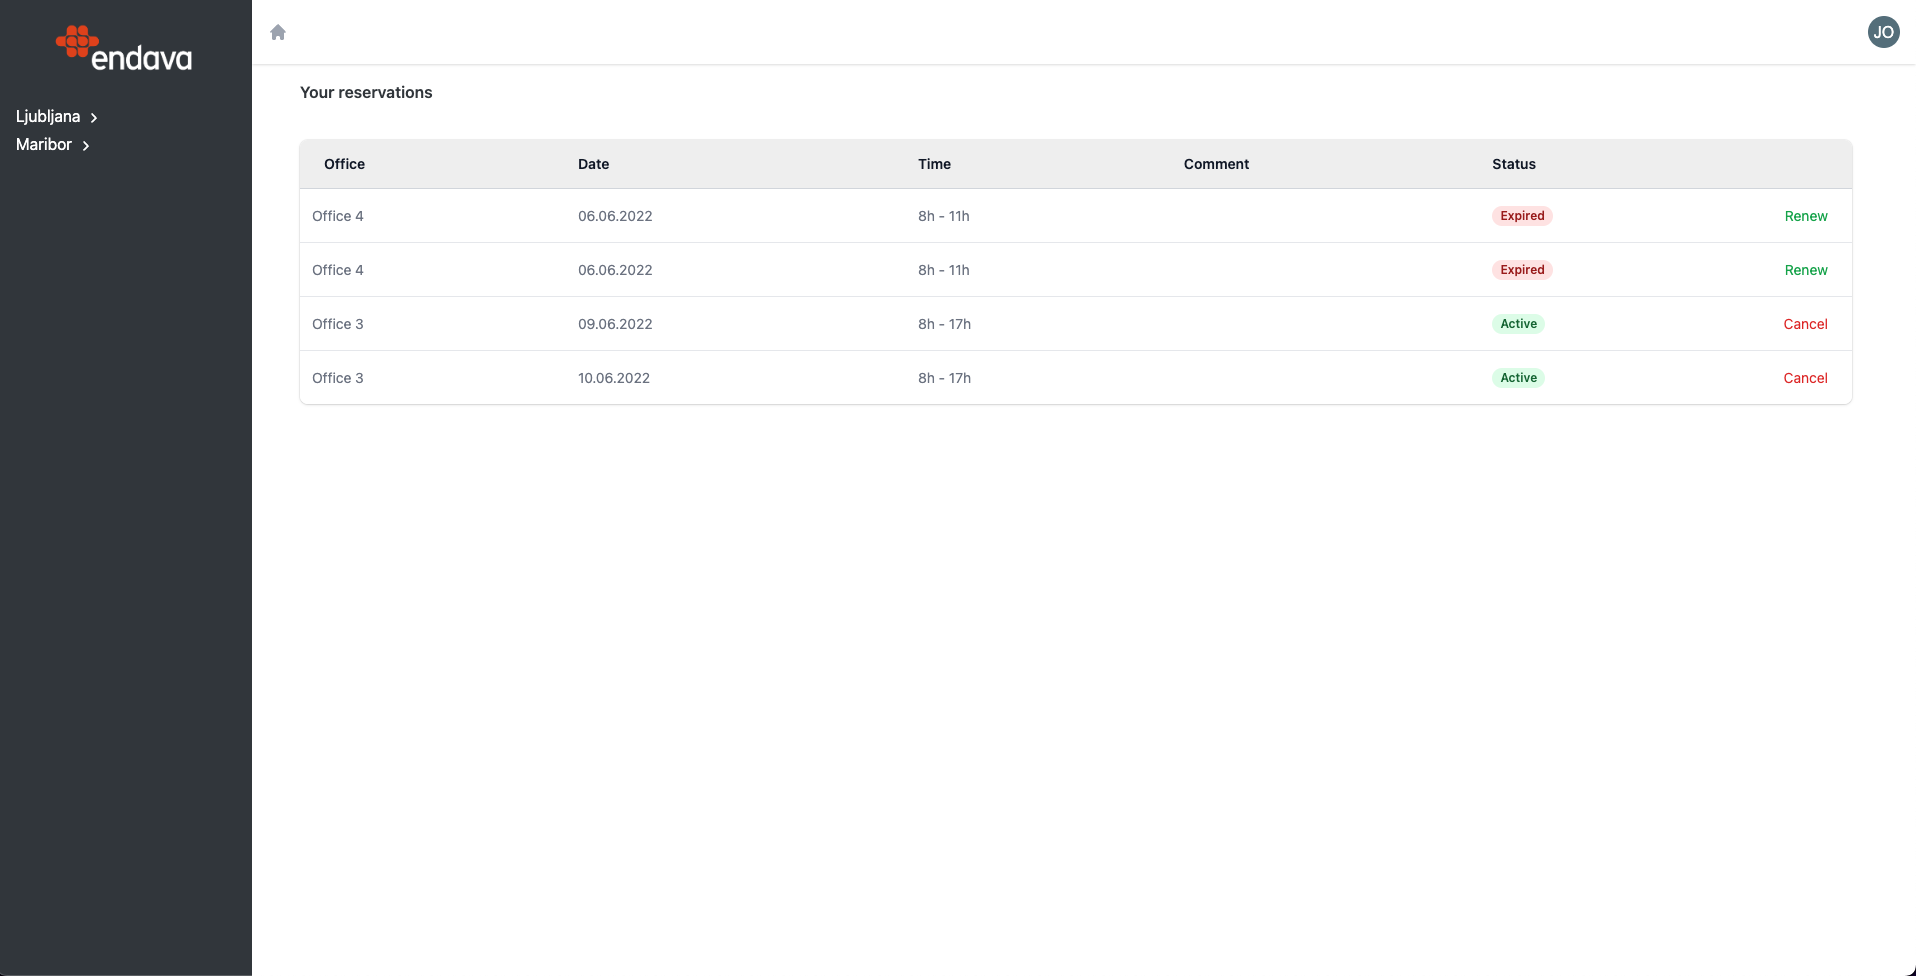 endava
JO
Ljubljana
Maribor
Your reservations
Office Date Time Comment Status
Office 4 06.06.2022 8h - 11h Expired Renew
Office 4 06.06.2022 8h - 11h Expired Renew
Office 3 09.06.2022 8h - 17h Active Cancel
Office 3 10.06.2022 8h - 17h Active Cancel